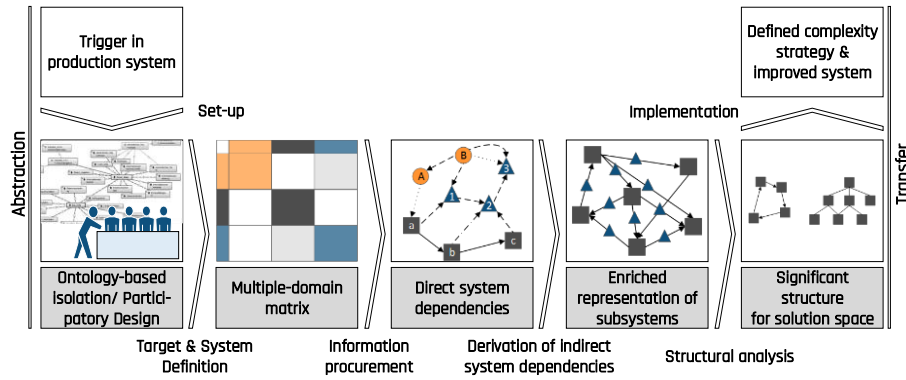 Trigger in
production system
Defined complexity
strategy &
improved system
Set-up
Implementation
Abstraction
Transfer
A
B
1
2
3
a
b
c
Ontology-based
isolation/ Partici-
patory Design
Multiple-domain
matrix
Direct system
dependencies
Enriched
representation of
subsystems
Significant
structure
for solution space
Target & System
Definition
Information
procurement
Derivation of indirect
system dependencies
Structural analysis